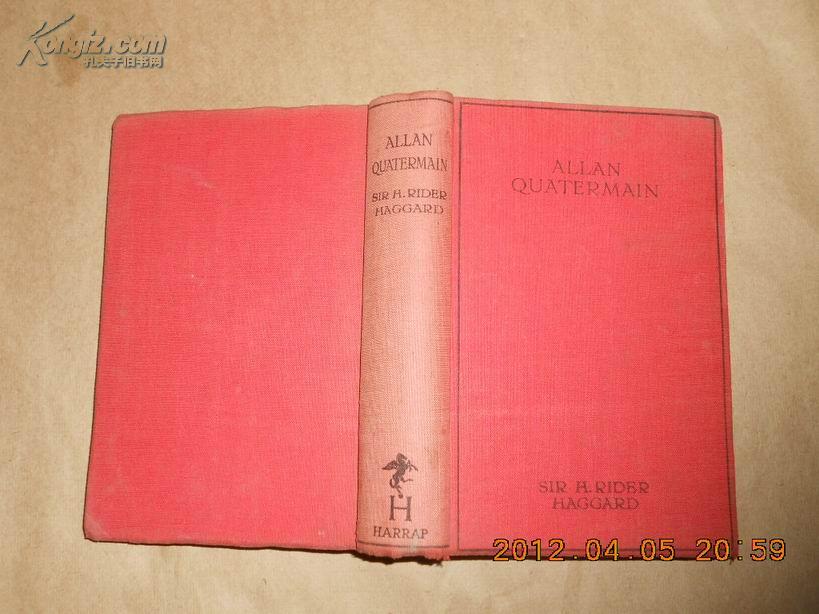 Kongfz.com
孔夫子旧书网
ALLAN
QUATERMAIN
SIR H. RIDER
HAGGARD
H
HARRAP
ALLAN
QUATERMAIN
SIR H. RIDER
HAGGARD
2012.04.05 20:59